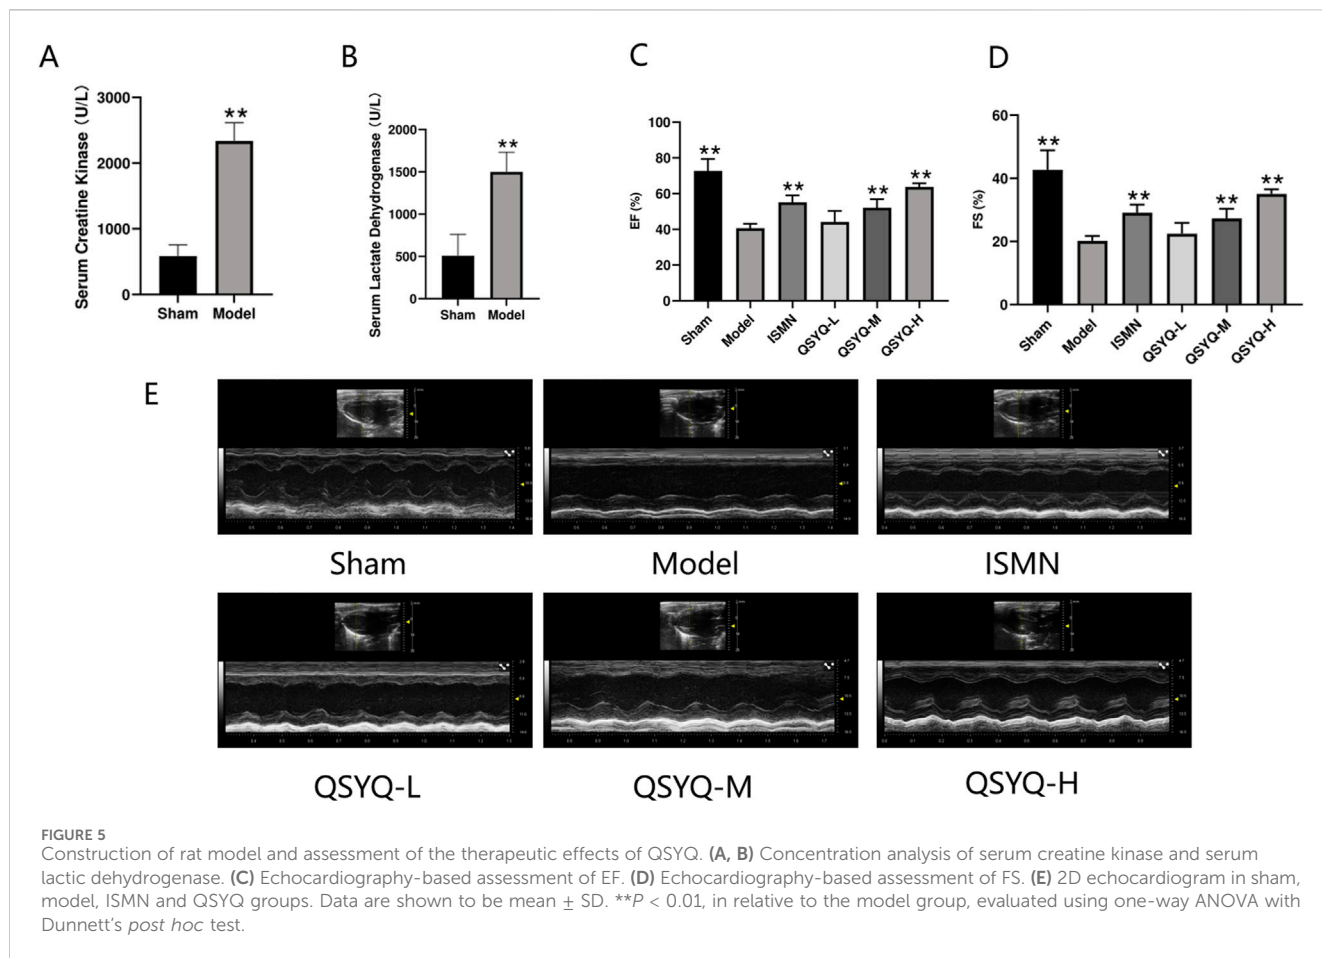 A
Serum Creatine Kinase (U/L)
3000
2000
1000
0
**
Sham
Model
B
Serum Lactate Dehydrogenase (U/L)
2000
1500
1000
500
0
**
Sham
Model
C
EF (%)
100
80
60
40
20
0
**
**
**
**
Sham
Model
ISMN
QSYQ-L
QSYQ-M
QSYQ-H
D
FS (%)
60
40
20
0
**
**
**
**
Sham
Model
ISMN
QSYQ-L
QSYQ-M
QSYQ-H
E
Sham
Model
ISMN
QSYQ-L
QSYQ-M
QSYQ-H
FIGURE 5
Construction of rat model and assessment of the therapeutic effects of QSYQ. (A, B) Concentration analysis of serum creatine kinase and serum
lactic dehydrogenase. (C) Echocardiography-based assessment of EF. (D) Echocardiography-based assessment of FS. (E) 2D echocardiogram in sham,
model, ISMN and QSYQ groups. Data are shown to be mean ± SD. **P < 0.01, in relative to the model group, evaluated using one-way ANOVA with
Dunnett's post hoc test.